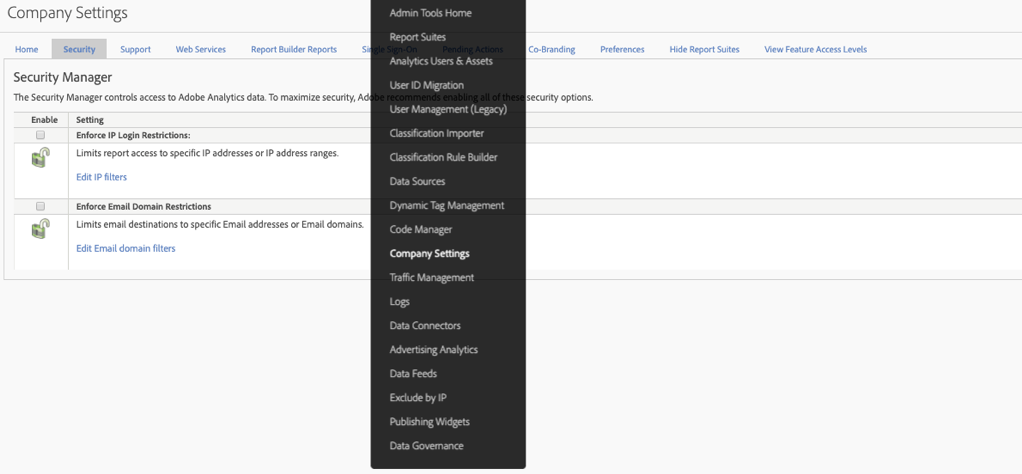 Company Settings
Home Security Support Web Services Report Builder Reports Single Sign-On Pending Actions Co-Branding Preferences Hide Report Suites View Feature Access Levels
Security Manager
The Security Manager controls access to Adobe Analytics data. To maximize security, Adobe recommends enabling all of these security options.
Enable Setting
Enforce IP Login Restrictions:
Limits report access to specific IP addresses or IP address ranges.
Edit IP filters
Enforce Email Domain Restrictions
Limits email destinations to specific Email addresses or Email domains.
Edit Email domain filters
Admin Tools Home
Report Suites
Analytics Users & Assets
User ID Migration
User Management (Legacy)
Classification Importer
Classification Rule Builder
Data Sources
Dynamic Tag Management
Code Manager
Company Settings
Traffic Management
Logs
Data Connectors
Advertising Analytics
Data Feeds
Exclude by IP
Publishing Widgets
Data Governance